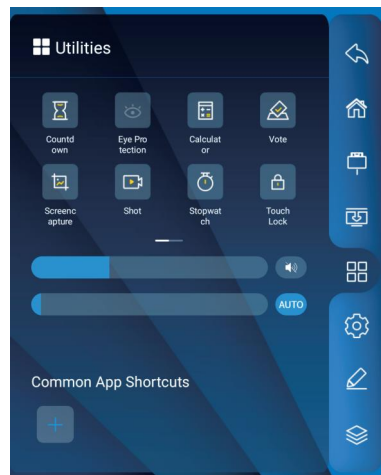 Utilities
Countd
own
Eye Pro
tection
Calculat
or
Vote
Screenc
apture
Shot
Stopwat
ch
Touch
Lock
AUTO
Common App Shortcuts